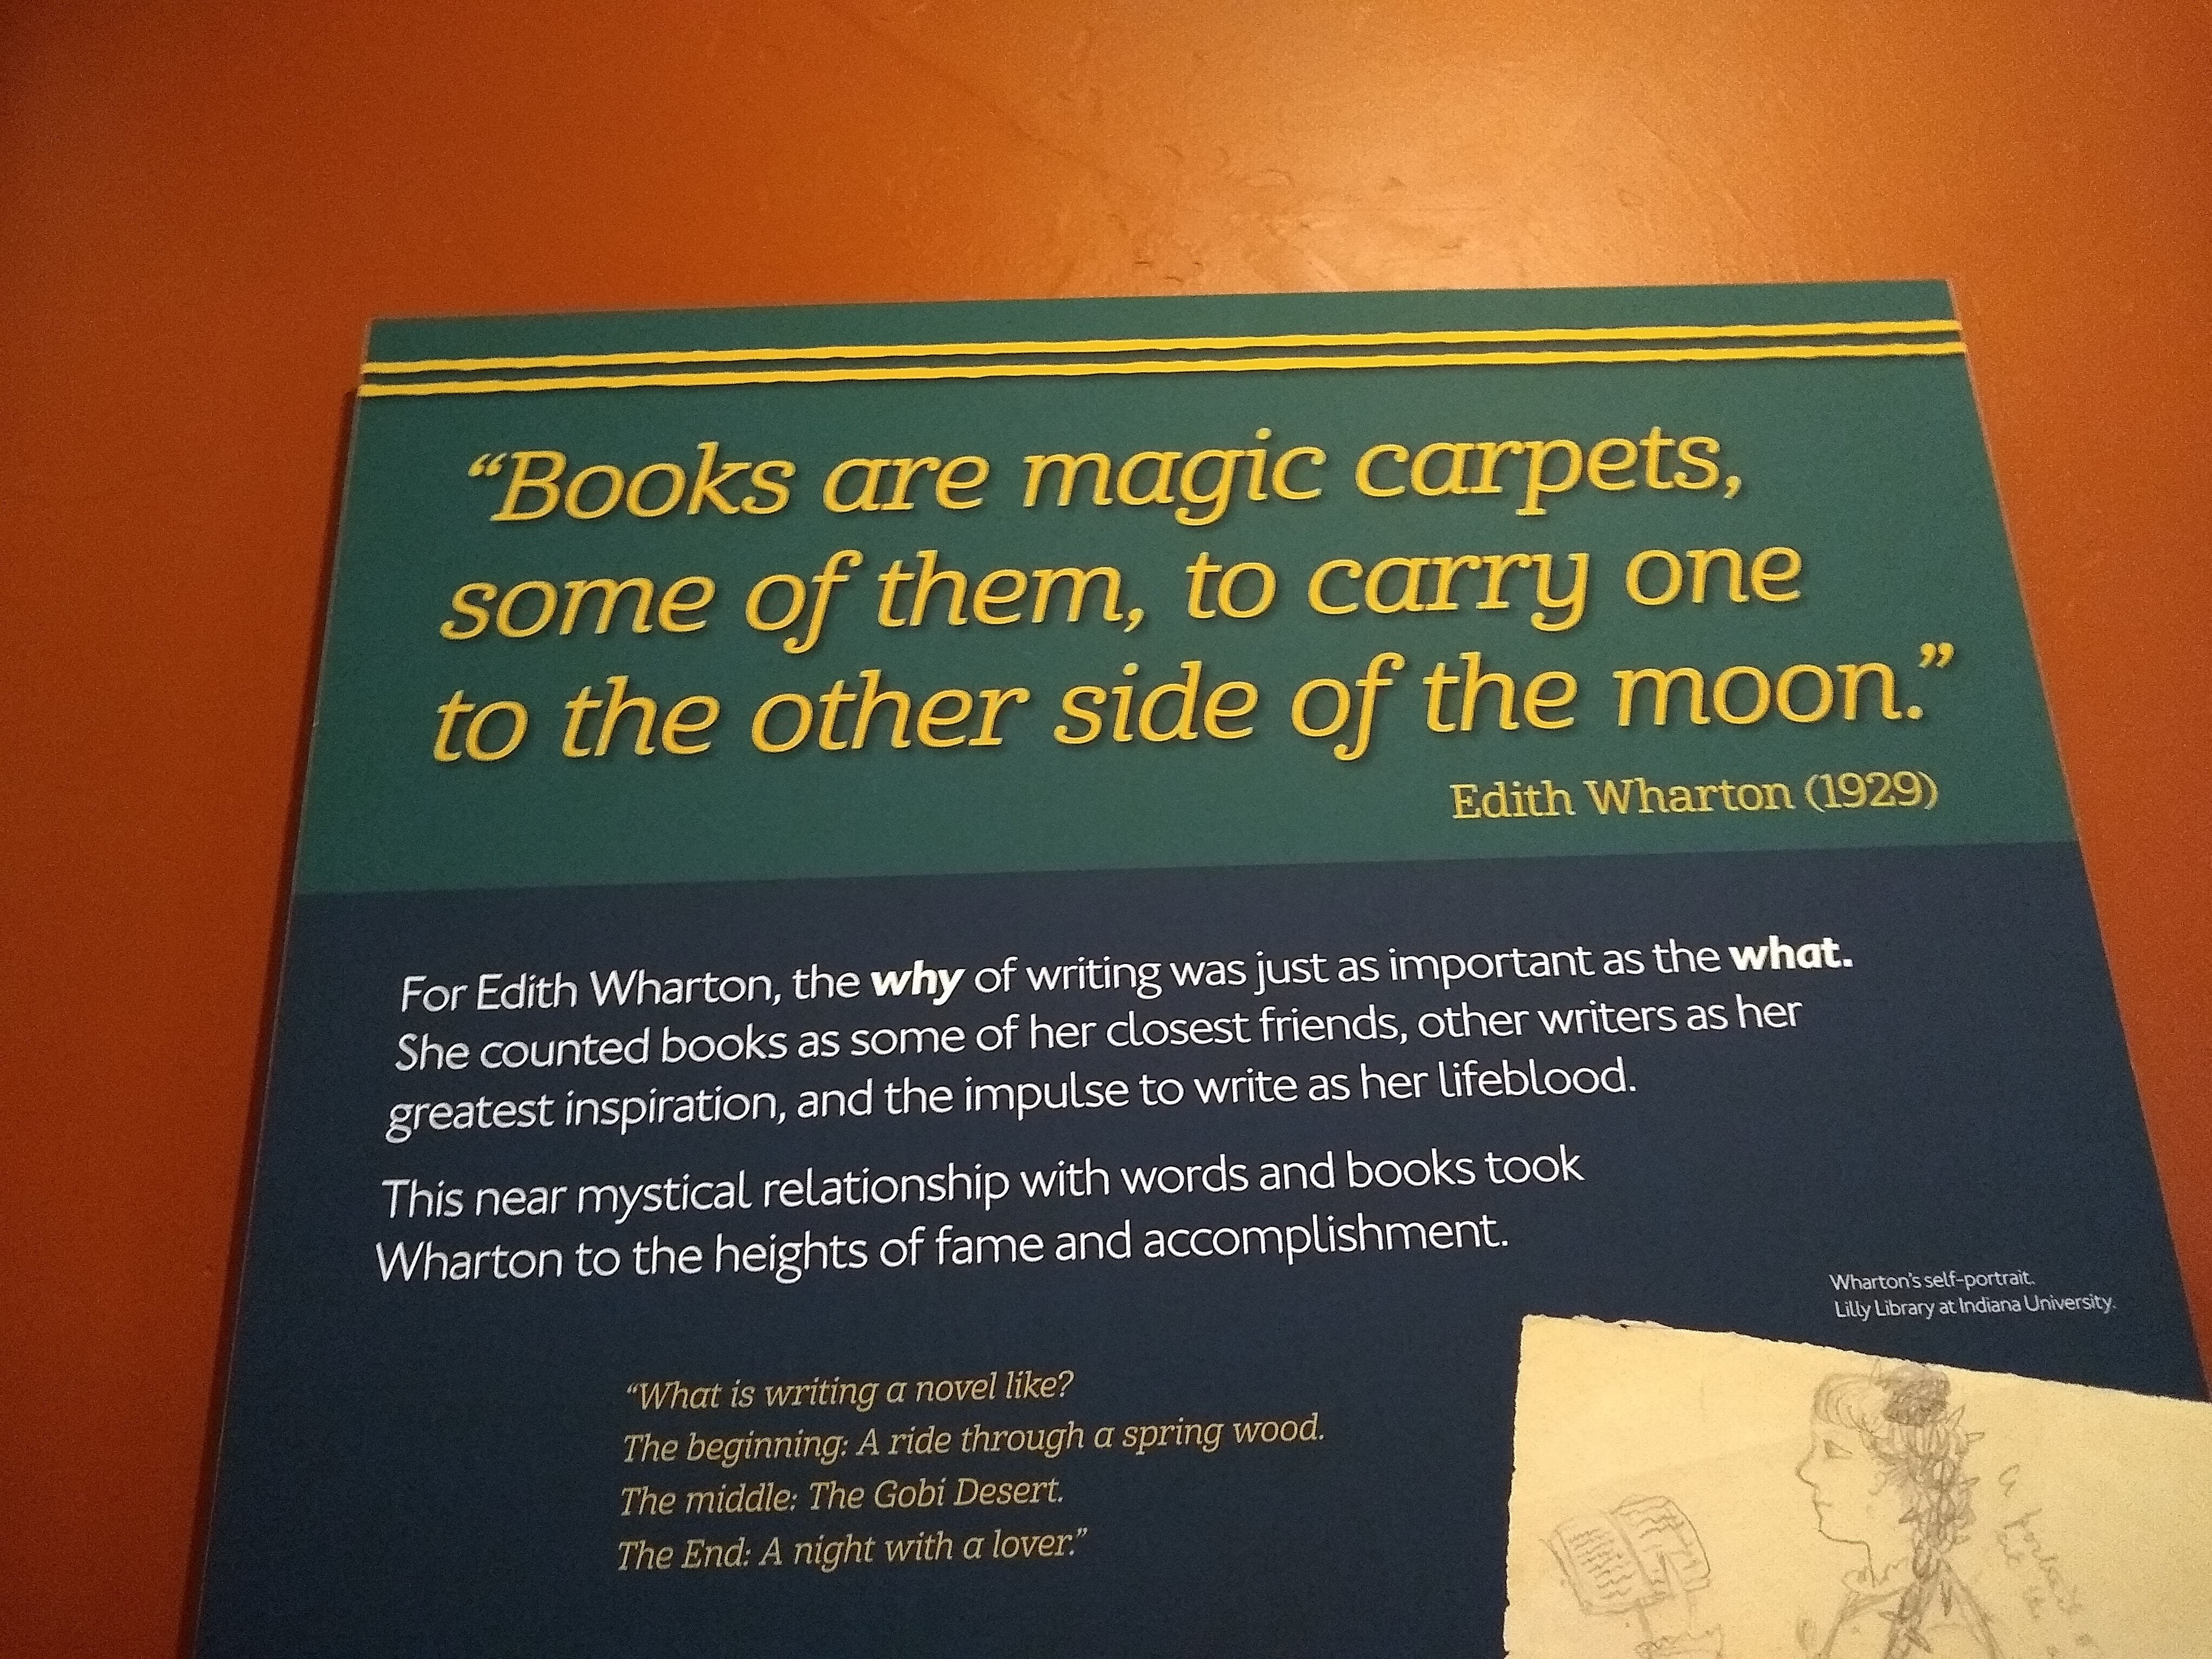 “Books are magic carpets,
some of them, to carry one
to the other side of the moon.”
Edith Wharton (1929)
For Edith Wharton, the why of writing was just as important as the what.
She counted books as some of her closest friends, other writers as her
greatest inspiration, and the impulse to write as her lifeblood.
This near mystical relationship with words and books took
Wharton to the heights of fame and accomplishment.
Wharton’s self-portrait.
Lilly Library at Indiana University.
“What is writing a novel like?
The beginning: A ride through a spring wood.
The middle: The Gobi Desert.
The End: A night with a lover.”